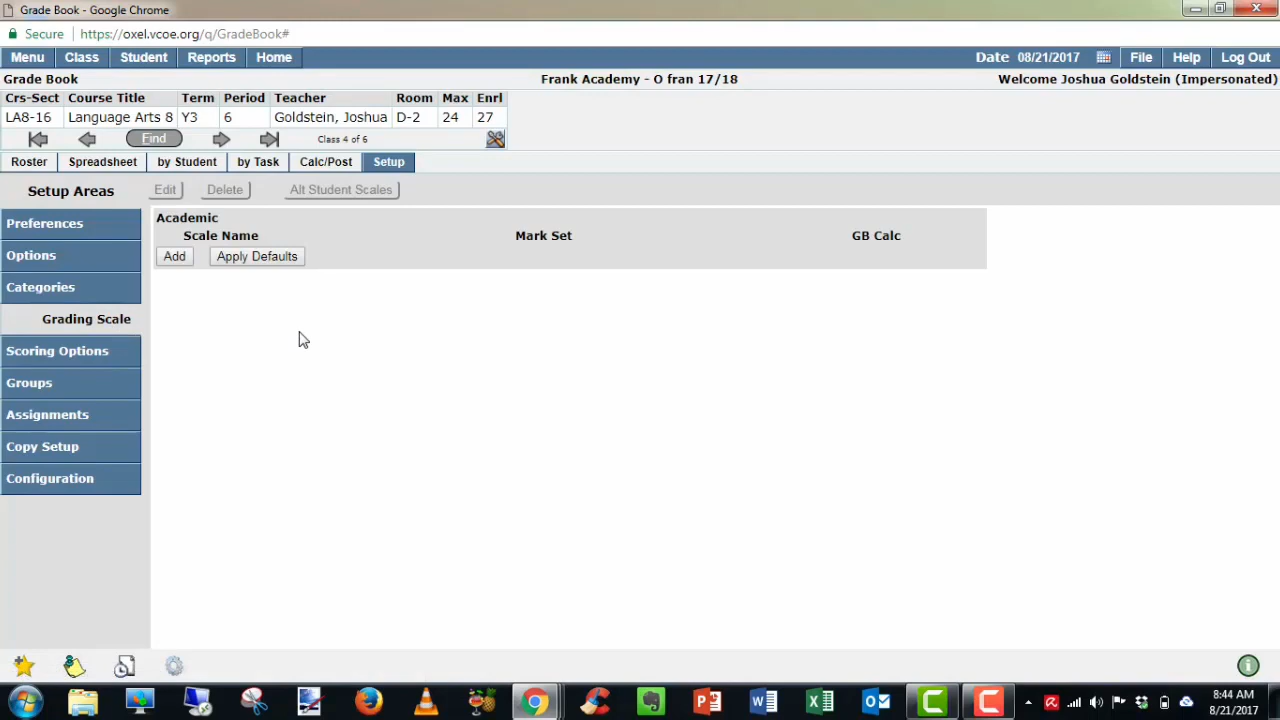 Grade Book - Google Chrome
Secure | https://oxel.vcoe.org/q/GradeBook#
Menu Class Student Reports Home Date 08/21/2017 File Help Log Out
Grade Book Frank Academy - O fran 17/18 Welcome Joshua Goldstein (Impersonated)
Crs-Sect Course Title Term Period Teacher Room Max Enrl
LA8-16 Language Arts 8 Y3 6 Goldstein, Joshua D-2 24 27
Find Class 4 of 6
Roster Spreadsheet by Student by Task Calc/Post Setup
Setup Areas Edit Delete Alt Student Scales
Preferences
Options
Categories
Grading Scale
Scoring Options
Groups
Assignments
Copy Setup
Configuration
Academic
Scale Name Mark Set GB Calc
Add Apply Defaults
8:44 AM
8/21/2017